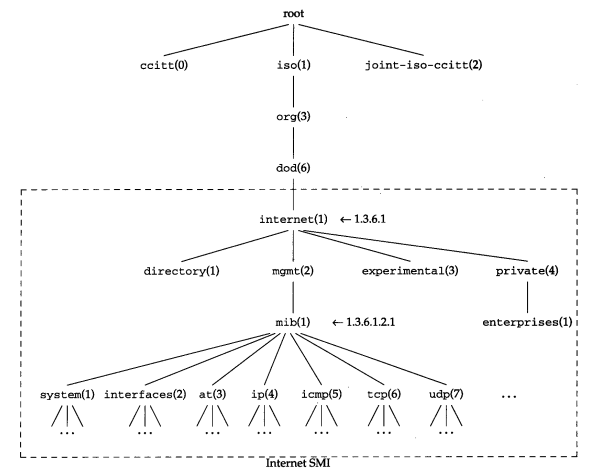 root
ccitt(0) iso(1) joint-iso-ccitt(2)
org(3)
dod(6)
internet(1) ← 1.3.6.1
directory(1) mgmt(2) experimental(3) private(4)
mib(1) ← 1.3.6.1.2.1 enterprises(1)
system(1) interfaces(2) at(3) ip(4) icmp(5) tcp(6) udp(7) ...
... ... ... ... ... ... ...
Internet SMI